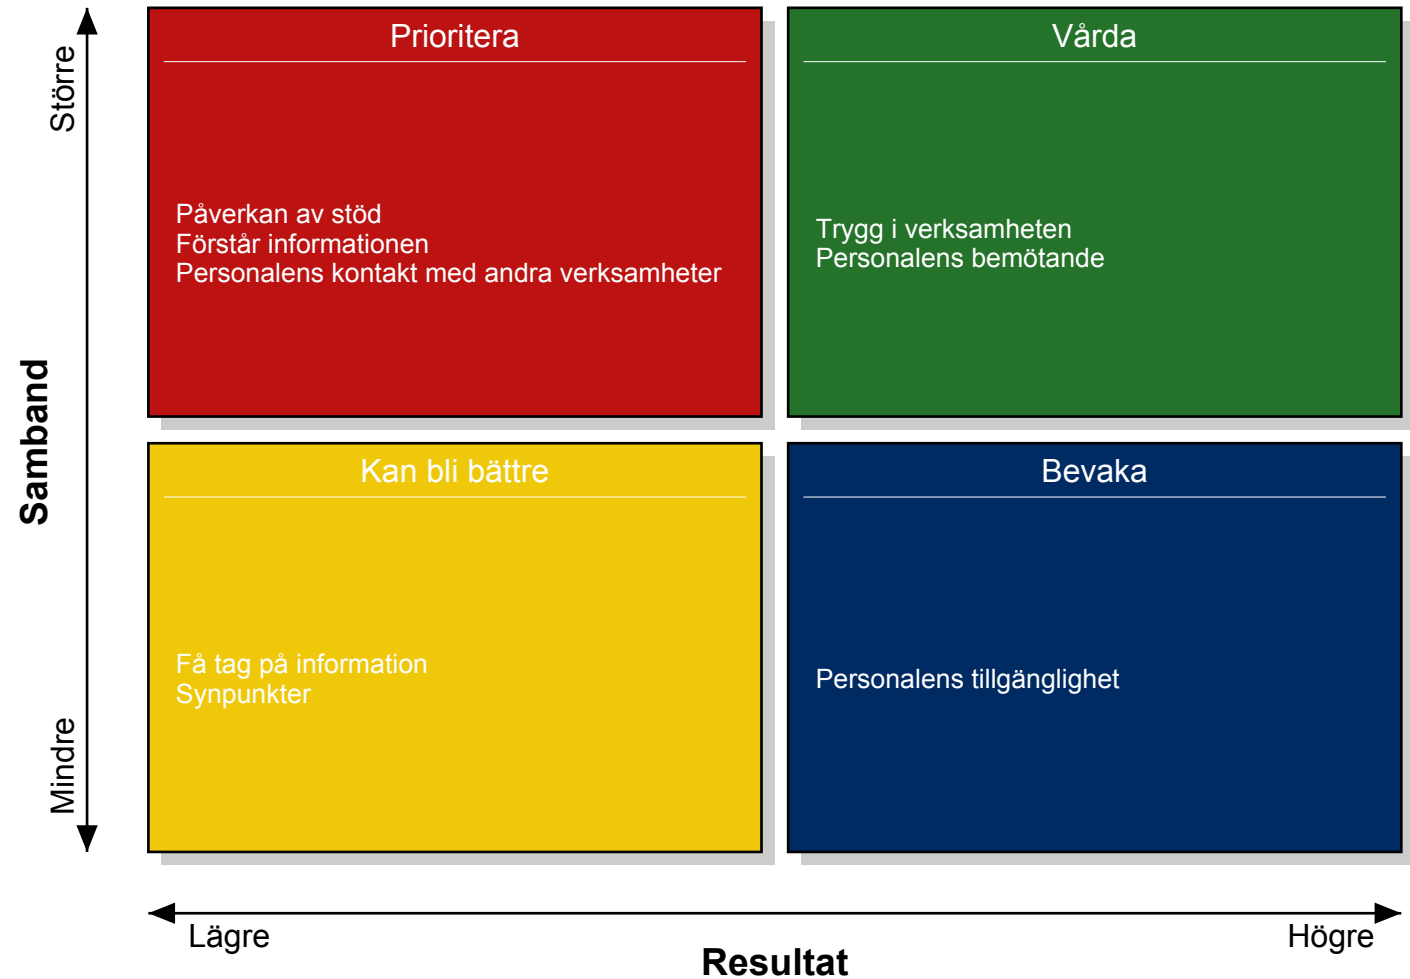 Större
Prioritera
Påverkan av stöd
Förstår informationen
Personalens kontakt med andra verksamheter
Vårda
Trygg i verksamheten
Personalens bemötande
Samband
Kan bli bättre
Få tag på information
Synpunkter
Bevaka
Personalens tillgänglighet
Mindre
Lägre
Högre
Resultat